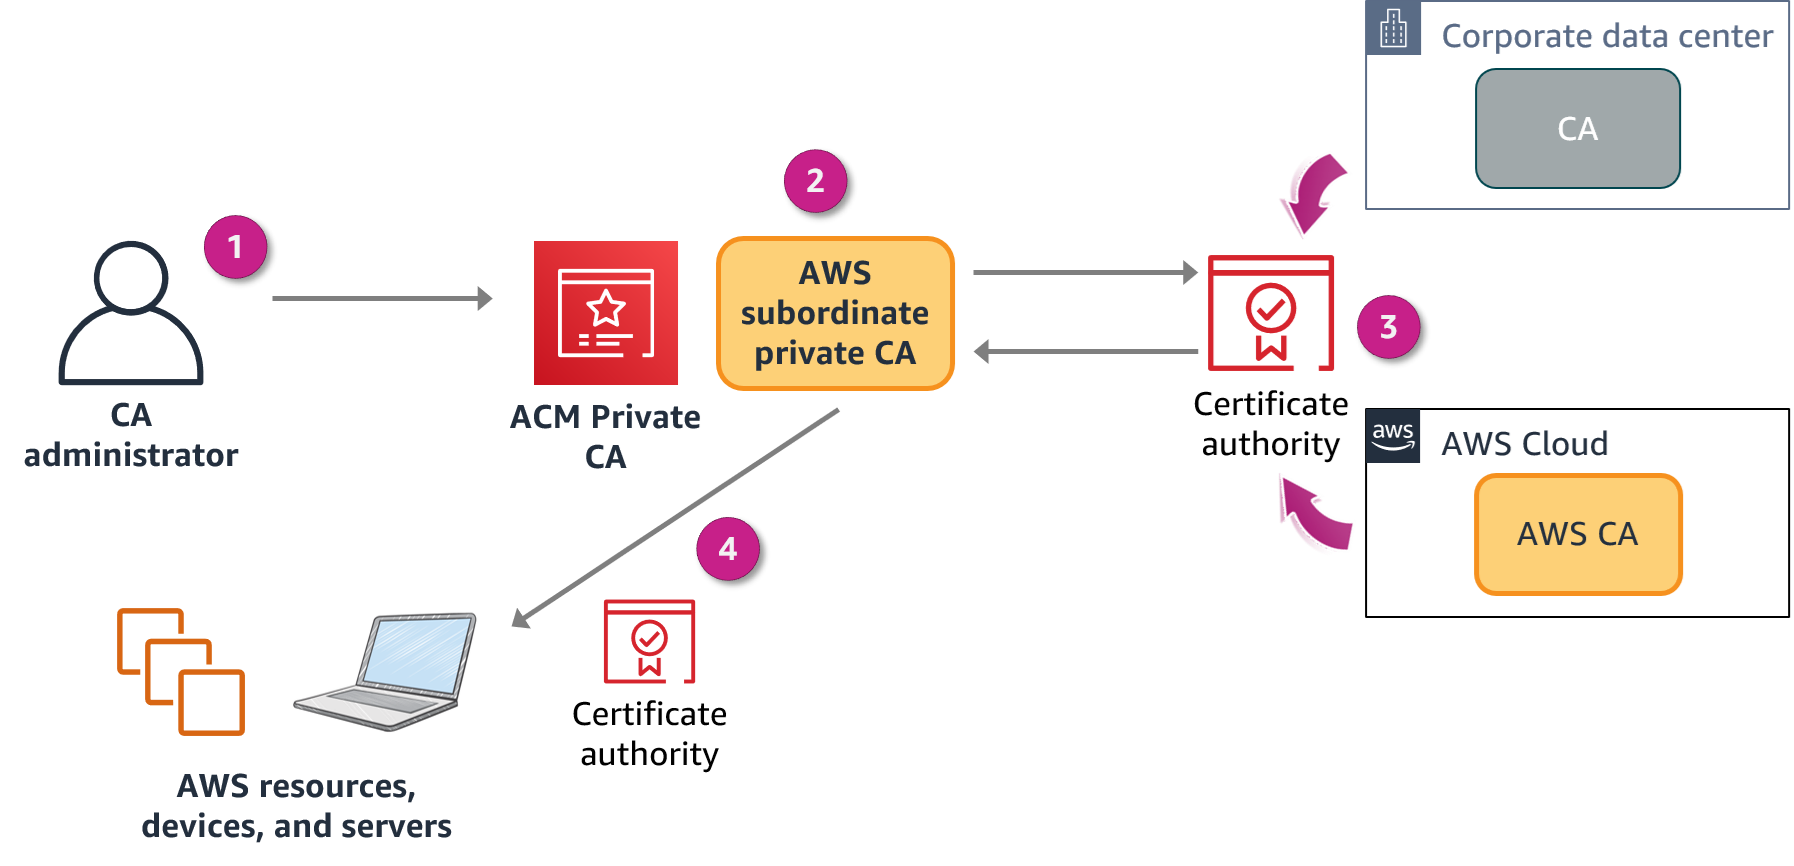 Corporate data center
CA
2
1
AWS
subordinate
private CA
3
CA
administrator
ACM Private
CA
Certificate
authority
aws
AWS Cloud
AWS CA
4
Certificate
authority
AWS resources,
devices, and servers